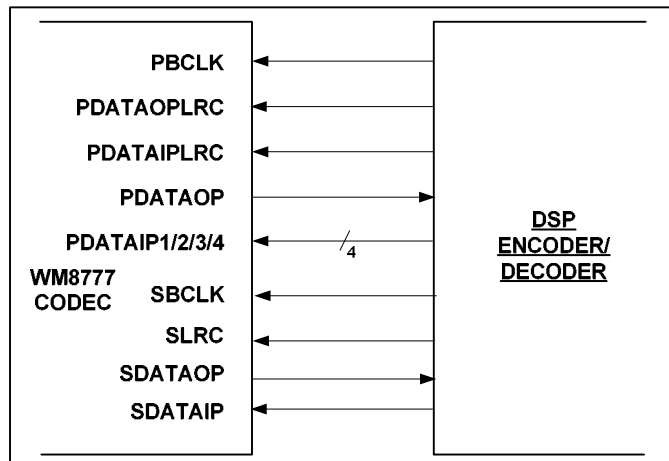 PBCLK
PDATAOPLRC
PDATAIPLRC
PDATAOP
PDATAIP1/2/3/4
4
WM8777
CODEC
SBCLK
SLRC
SDATAOP
SDATAIP
DSP
ENCODER/
DECODER